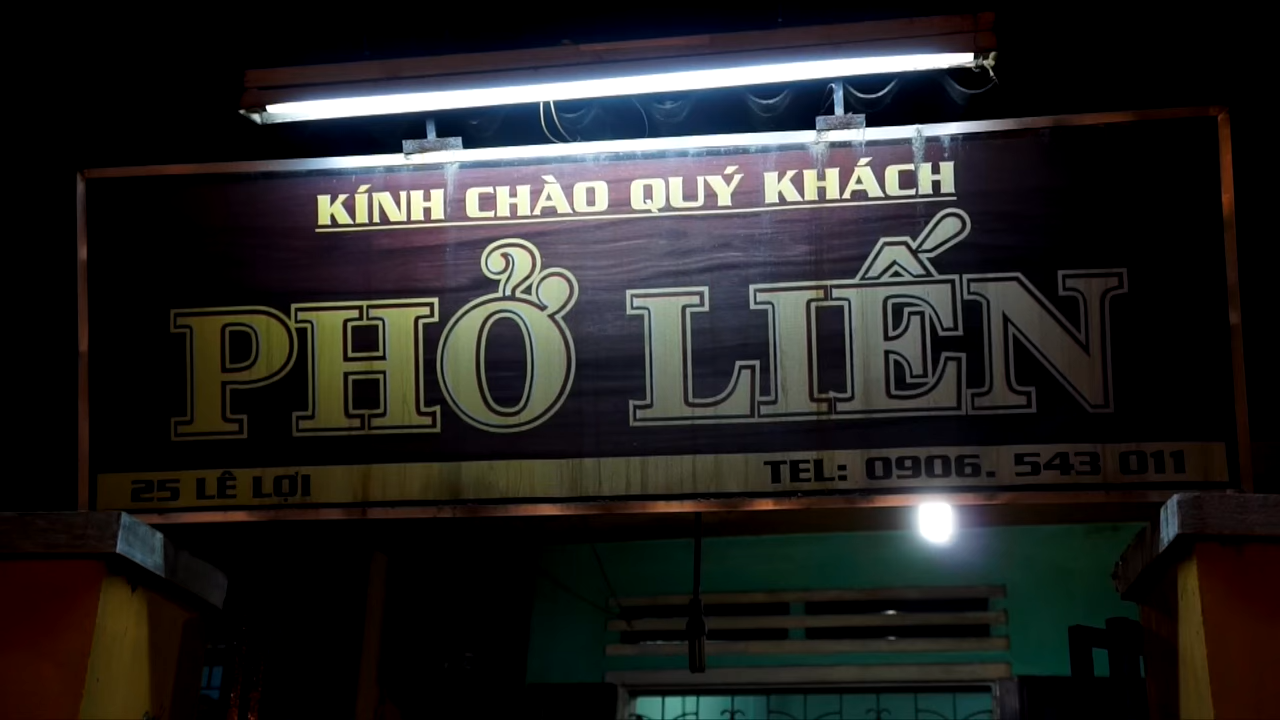 KÍNH CHÀO QUÝ KHÁCH
PHỞ LIẾN
25 LÊ LỢI
TEL: 0906. 543 011